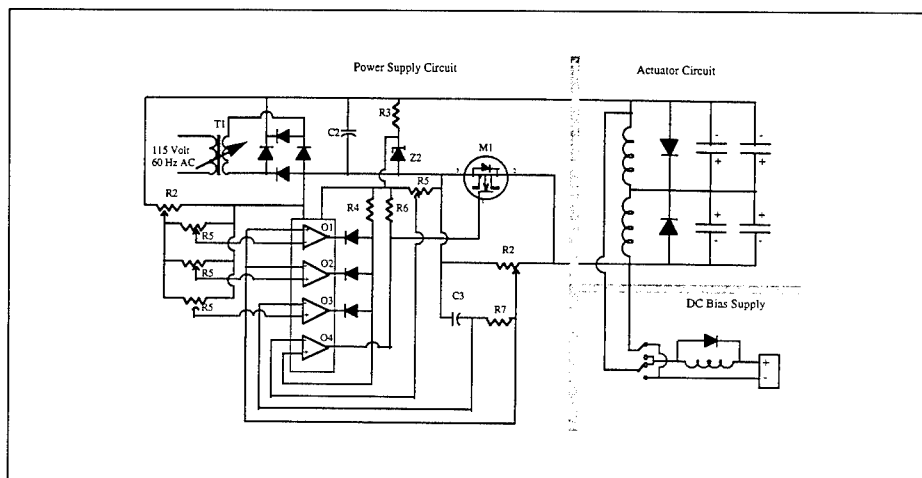 Power Supply Circuit
Actuator Circuit
R3
T1
C2
115 Volt
60 Hz AC
Z2
M1
R5
R2
R4
R6
O1
R5
R2
O2
R5
DC Bias Supply
C3
R7
O3
R5
O4